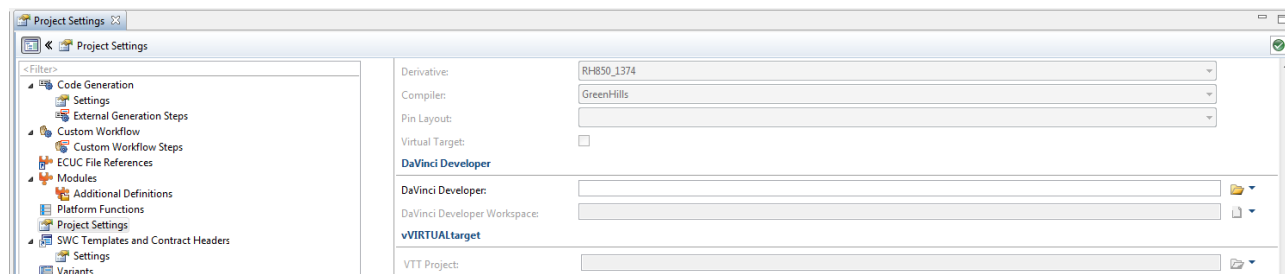 Project Settings
Project Settings
<Filter>
Code Generation
Settings
External Generation Steps
Custom Workflow
Custom Workflow Steps
ECUC File References
Modules
Additional Definitions
Platform Functions
Project Settings
SWC Templates and Contract Headers
Settings
Variants
Derivative: RH850_1374
Compiler: GreenHills
Pin Layout:
Virtual Target:
DaVinci Developer
DaVinci Developer:
DaVinci Developer Workspace:
vVIRTUALtarget
VTT Project: